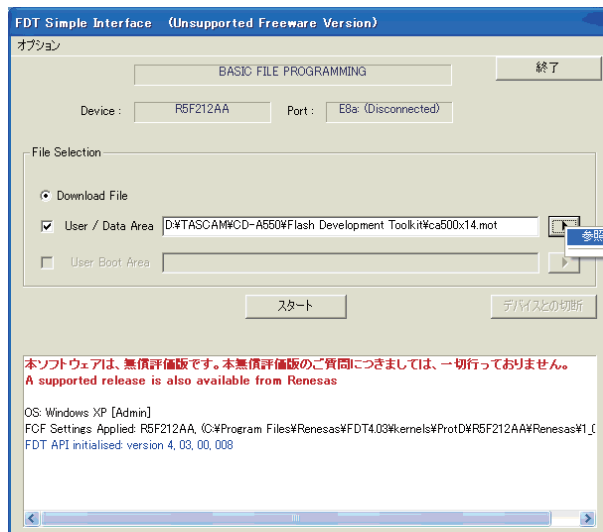 FDT Simple Interface (Unsupported Freeware Version)
オプション
BASIC FILE PROGRAMMING
終了
Device :
R5F212AA
Port :
E8a: (Disconnected)
File Selection
Download File
User / Data Area
D:¥TASCAM¥CD-A550¥Flash Development Toolkit¥ca500x14.mot
参照
User Boot Area
スタート
デバイスとの切断
本ソフトウェアは、無償評価版です。本無償評価版のご質問につきましては、一切行っておりません。
A supported release is also available from Renesas
OS: Windows XP [Admin]
FCF Settings Applied: R5F212AA, (C:¥Program Files¥Renesas¥FDT4.03¥kernels¥ProtD¥R5F212AA¥Renesas¥1_0
FDT API initialised: version 4, 03, 00, 008